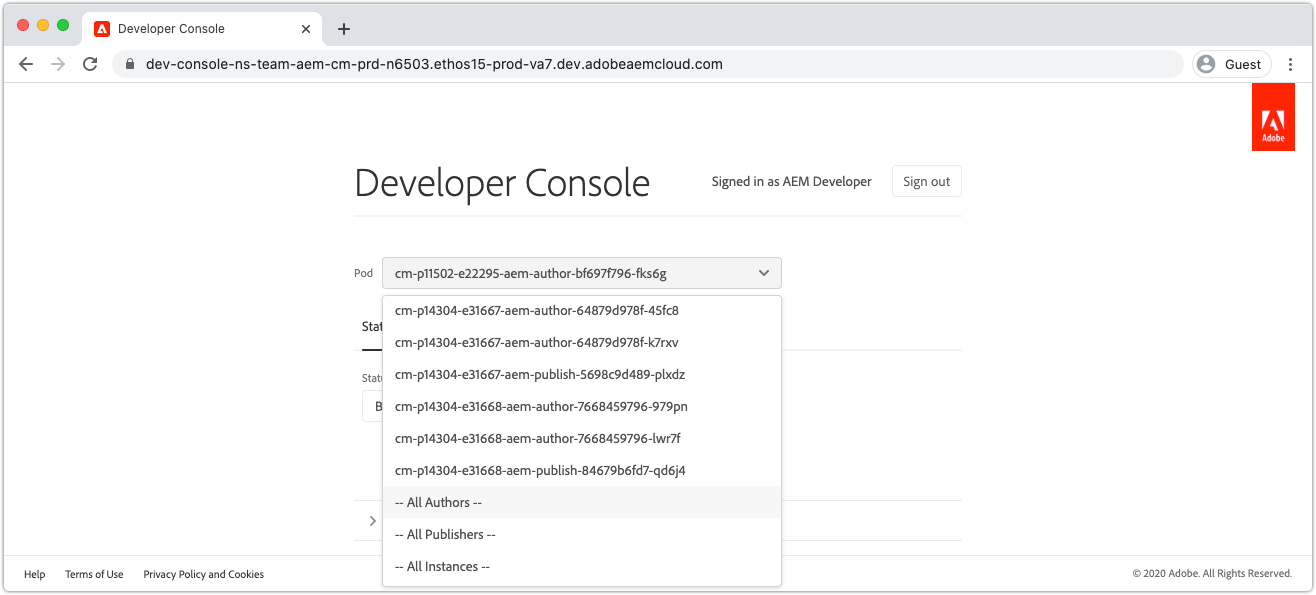 Developer Console
dev-console-ns-team-aem-cm-prd-n6503.ethos15-prod-va7.dev.adobeaemcloud.com
Guest
Adobe
Developer Console
Signed in as AEM Developer
Sign out
Pod
cm-p11502-e22295-aem-author-bf697f796-fks6g
cm-p14304-e31667-aem-author-64879d978f-45fc8
Stat
cm-p14304-e31667-aem-author-64879d978f-k7rxv
cm-p14304-e31667-aem-publish-5698c9d489-plxdz
Statu
cm-p14304-e31668-aem-author-7668459796-979pn
B
cm-p14304-e31668-aem-author-7668459796-lwr7f
cm-p14304-e31668-aem-publish-84679b6fd7-qd6j4
-- All Authors --
-- All Publishers --
-- All Instances --
Help
Terms of Use
Privacy Policy and Cookies
© 2020 Adobe. All Rights Reserved.